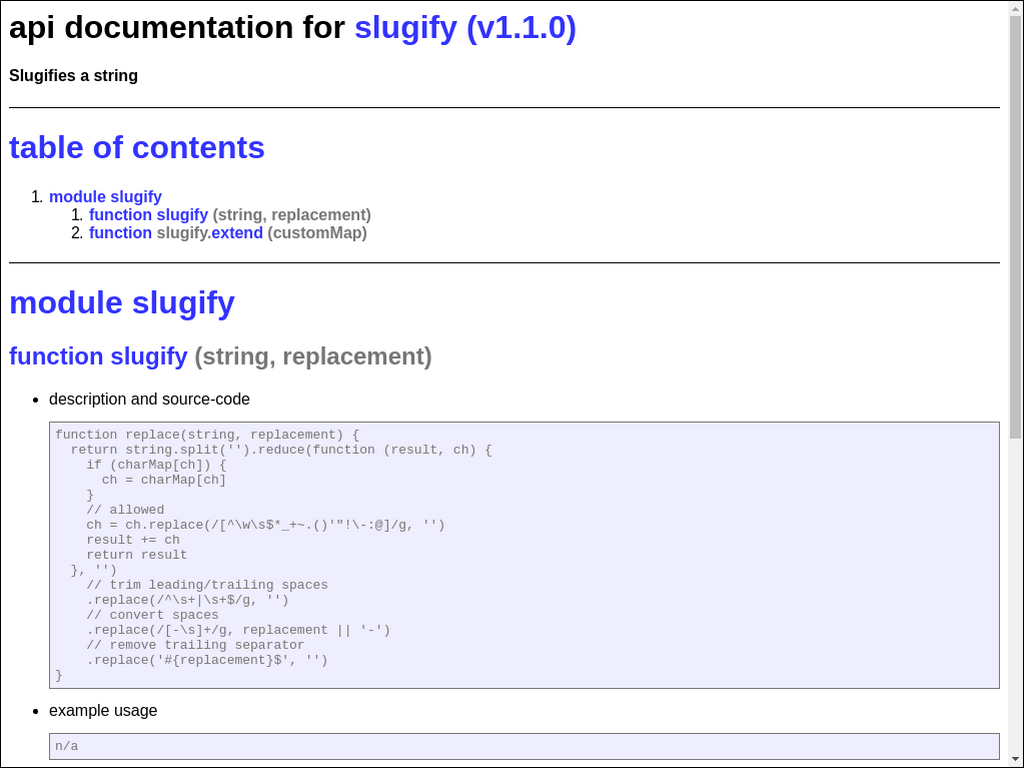 api documentation for slugify (v1.1.0)
Slugifies a string
table of contents
1. module slugify
1. function slugify (string, replacement)
2. function slugify.extend (customMap)
module slugify
function slugify (string, replacement)
• description and source-code
function replace(string, replacement) {
  return string.split('').reduce(function (result, ch) {
    if (charMap[ch]) {
      ch = charMap[ch]
    }
    // allowed
    ch = ch.replace(/[^\w\s$*_+~.()'"!\-:@]/g, '')
    result += ch
    return result
  }, '')
    // trim leading/trailing spaces
    .replace(/^\s+|\s+$/g, '')
    // convert spaces
    .replace(/[-\s]+/g, replacement || '-')
    // remove trailing separator
    .replace('#{replacement}$', '')
}
• example usage
n/a